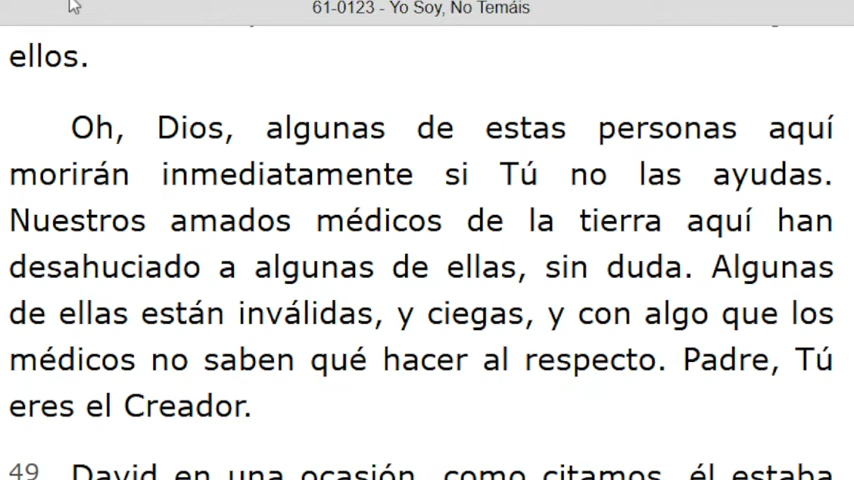 61-0123 - Yo Soy, No Temáis
ellos.
Oh, Dios, algunas de estas personas aquí
morirán inmediatamente si Tú no las ayudas.
Nuestros amados médicos de la tierra aquí han
desahuciado a algunas de ellas, sin duda. Algunas
de ellas están inválidas, y ciegas, y con algo que los
médicos no saben qué hacer al respecto. Padre, Tú
eres el Creador.
49 David en una ocasión, como citamos, él estaba